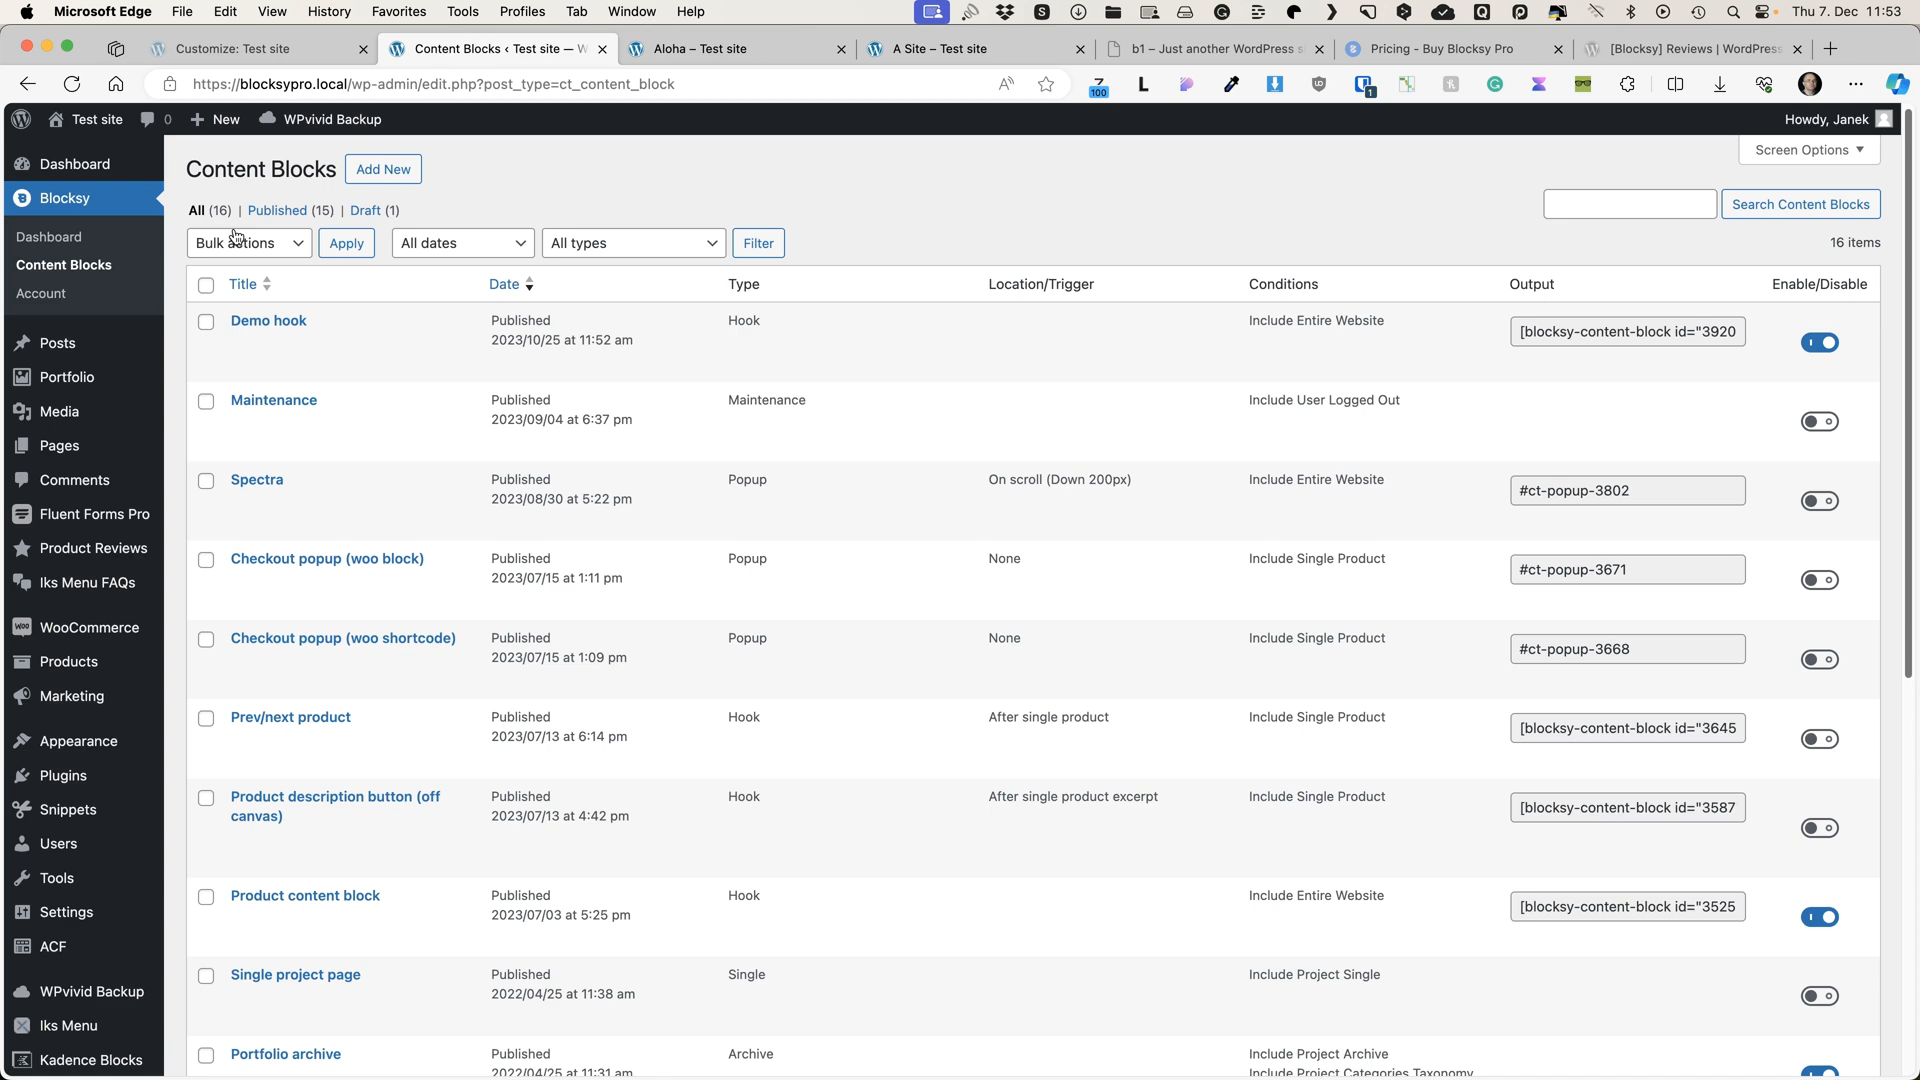 Microsoft Edge File Edit View History Favorites Tools Profiles Tab Window Help Thu 7. Dec 11:53
Customize: Test site
Content Blocks ‹ Test site — W
Aloha – Test site
A Site – Test site
b1 – Just another WordPress s
Pricing - Buy Blocksy Pro
[Blocksy] Reviews | WordPress
https://blocksypro.local/wp-admin/edit.php?post_type=ct_content_block
100
1
Test site 0 New WPvivid Backup Howdy, Janek
Dashboard
Blocksy
Dashboard
Content Blocks
Account
Posts
Portfolio
Media
Pages
Comments
Fluent Forms Pro
Product Reviews
Iks Menu FAQs
WooCommerce
Products
Marketing
Appearance
Plugins
Snippets
Users
Tools
Settings
ACF
WPvivid Backup
Iks Menu
Kadence Blocks
Screen Options
Content Blocks Add New
All (16) | Published (15) | Draft (1)
Search Content Blocks
Bulk actions Apply All dates All types Filter 16 items
Title Date Type Location/Trigger Conditions Output Enable/Disable
Demo hook Published Hook Include Entire Website
2023/10/25 at 11:52 am [blocksy-content-block id="3920
Maintenance Published Maintenance Include User Logged Out
2023/09/04 at 6:37 pm
Spectra Published Popup On scroll (Down 200px) Include Entire Website
2023/08/30 at 5:22 pm #ct-popup-3802
Checkout popup (woo block) Published Popup None Include Single Product
2023/07/15 at 1:11 pm #ct-popup-3671
Checkout popup (woo shortcode) Published Popup None Include Single Product
2023/07/15 at 1:09 pm #ct-popup-3668
Prev/next product Published Hook After single product Include Single Product
2023/07/13 at 6:14 pm [blocksy-content-block id="3645
Product description button (off Published Hook After single product excerpt Include Single Product
canvas) 2023/07/13 at 4:42 pm [blocksy-content-block id="3587
Product content block Published Hook Include Entire Website
2023/07/03 at 5:25 pm [blocksy-content-block id="3525
Single project page Published Single Include Project Single
2022/04/25 at 11:38 am
Portfolio archive Published Archive Include Project Archive
2022/04/25 at 11:31 am Include Project Categories Taxonomy